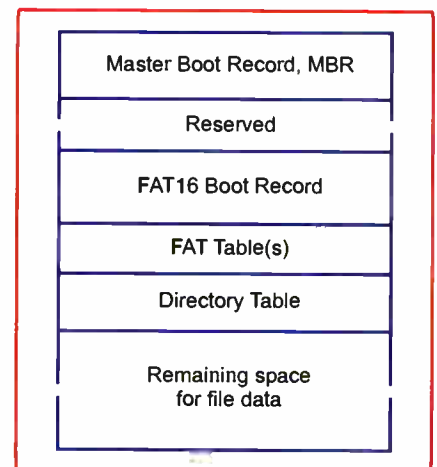 Master Boot Record, MBR
Reserved
FAT16 Boot Record
FAT Table(s)
Directory Table
Remaining space
for file data